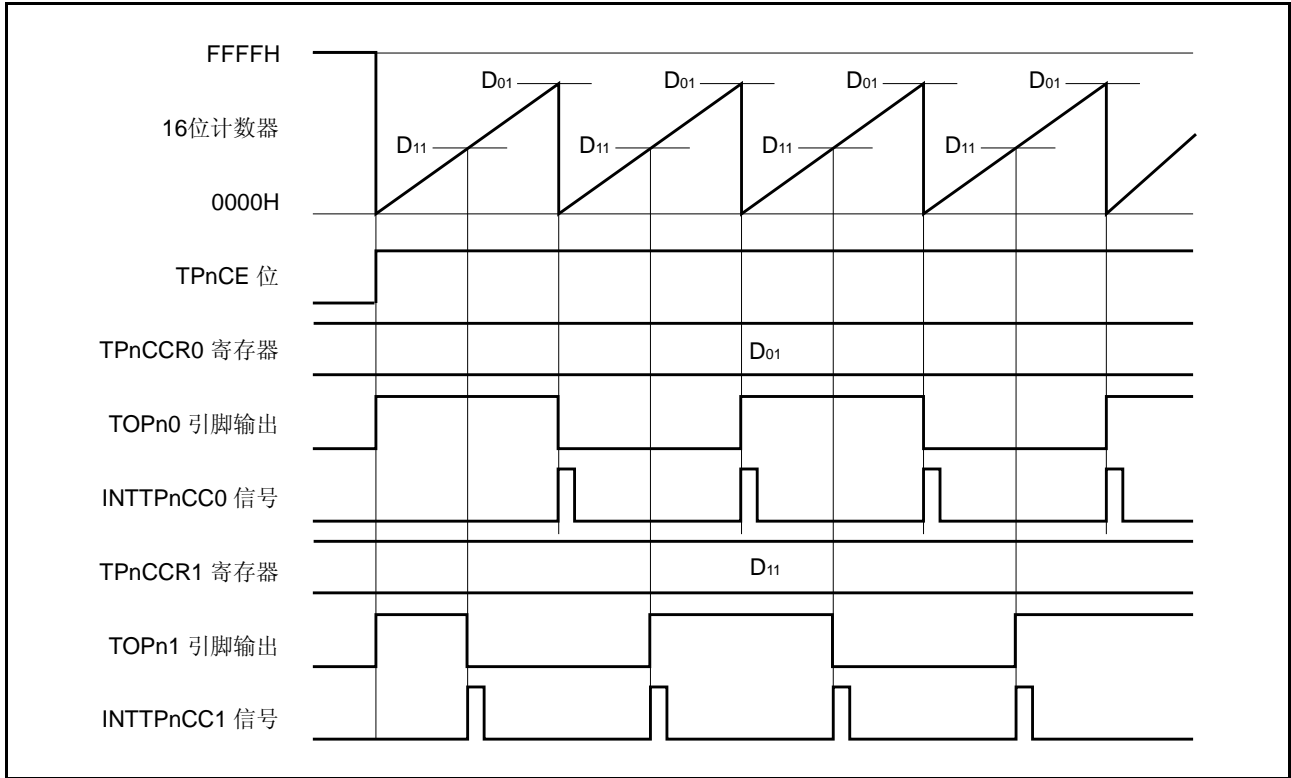 FFFFH
D01 D01 D01 D01
16位计数器
D11 D11 D11 D11
0000H
TPnCE 位
TPnCCR0 寄存器
D01
TOPn0 引脚输出
INTTPnCC0 信号
TPnCCR1 寄存器
D11
TOPn1 引脚输出
INTTPnCC1 信号